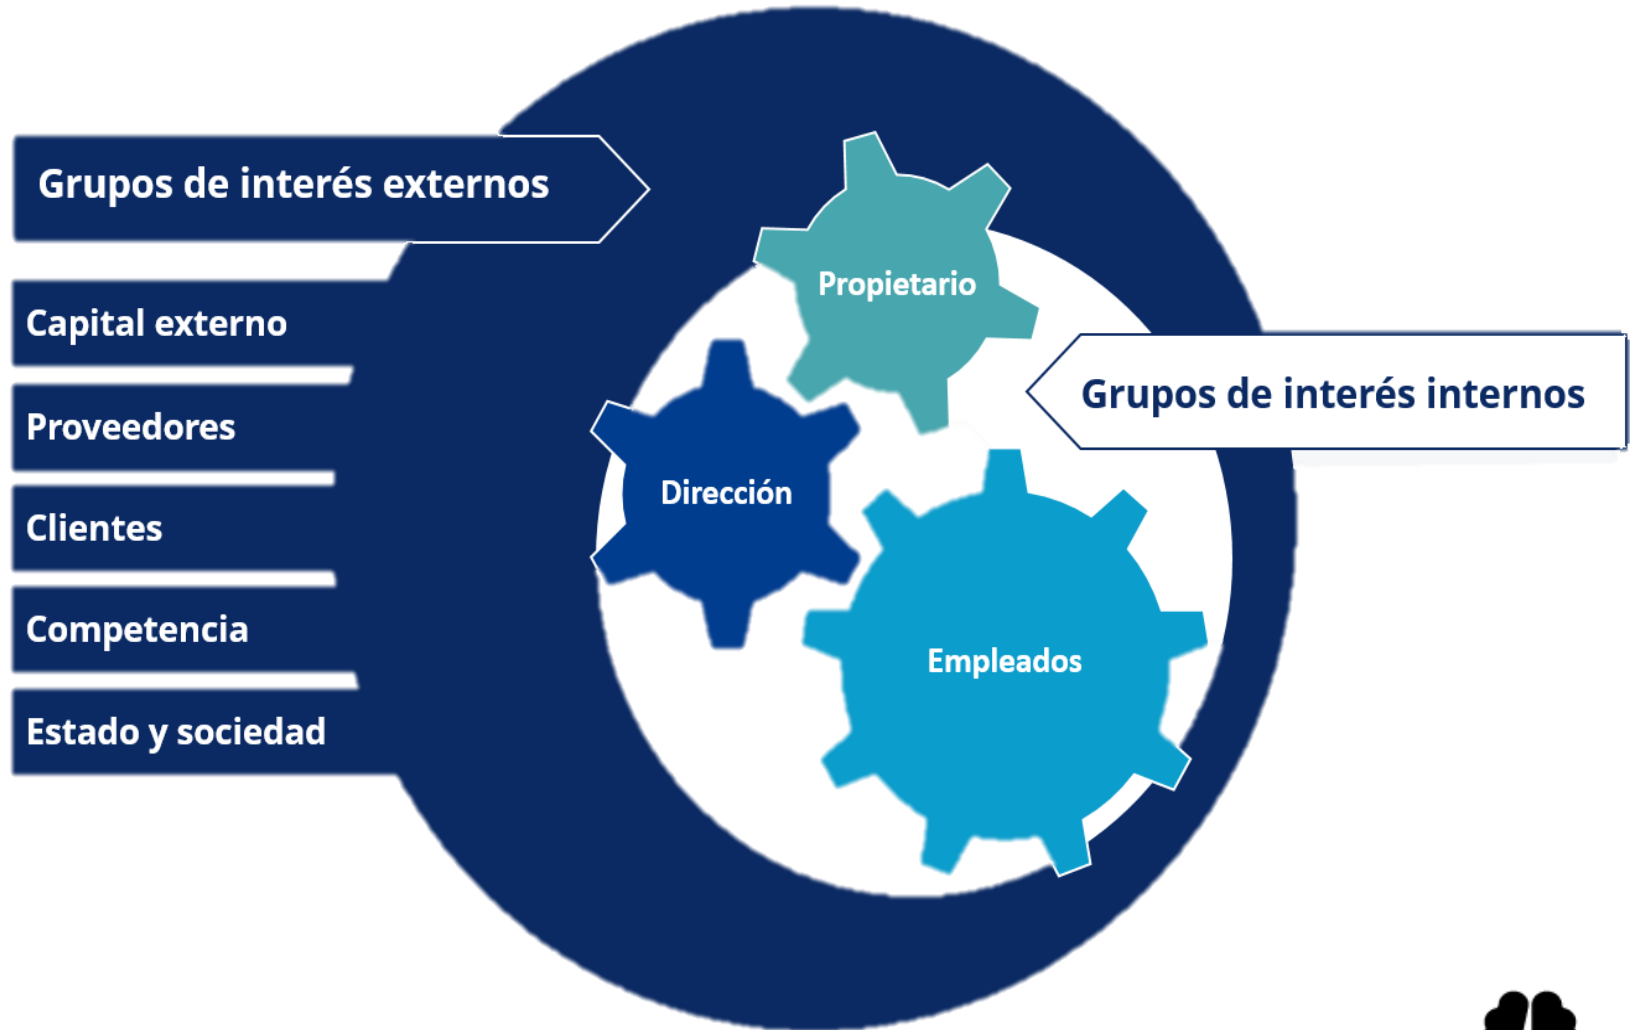 Grupos de interés externos
Capital externo
Proveedores
Clientes
Competencia
Estado y sociedad
Propietario
Dirección
Empleados
Grupos de interés internos